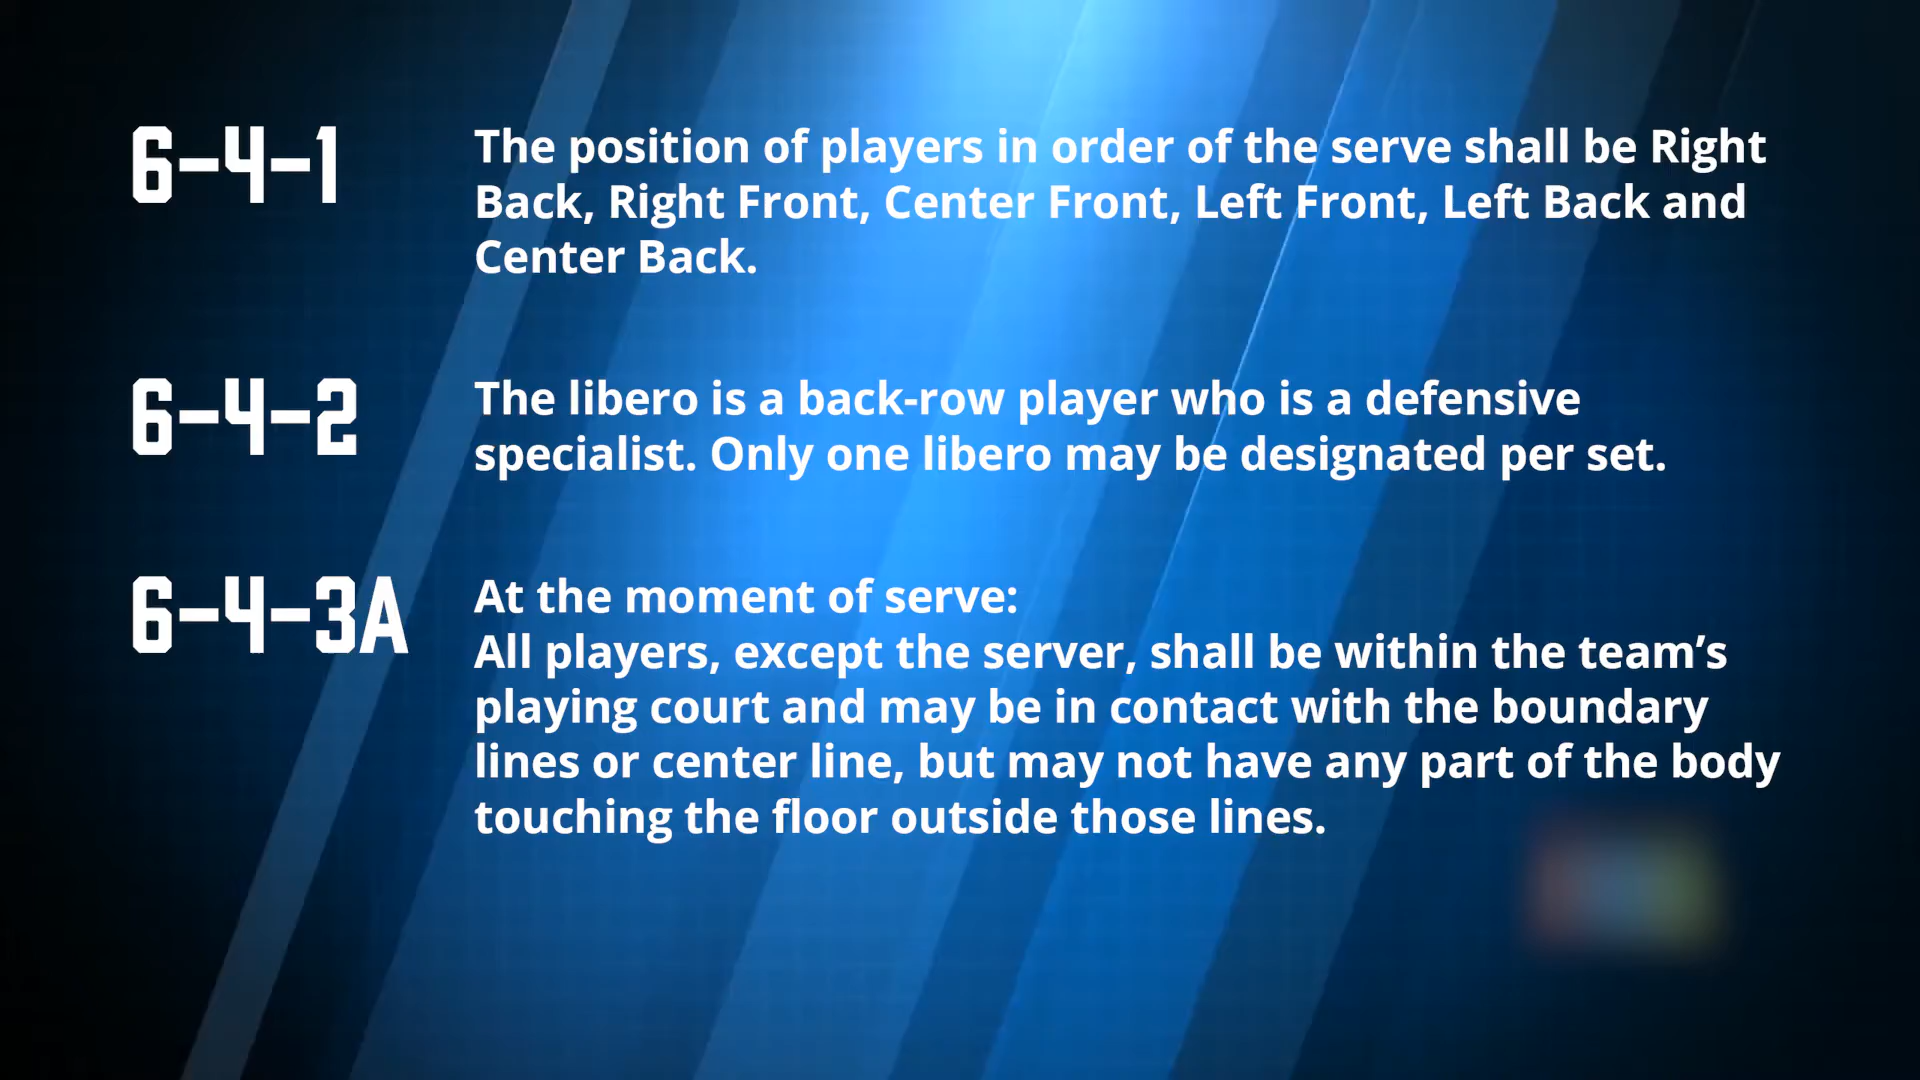 6-4-1
The position of players in order of the serve shall be Right
Back, Right Front, Center Front, Left Front, Left Back and
Center Back.
6-4-2
The libero is a back-row player who is a defensive
specialist. Only one libero may be designated per set.
6-4-3A
At the moment of serve:
All players, except the server, shall be within the team’s
playing court and may be in contact with the boundary
lines or center line, but may not have any part of the body
touching the floor outside those lines.